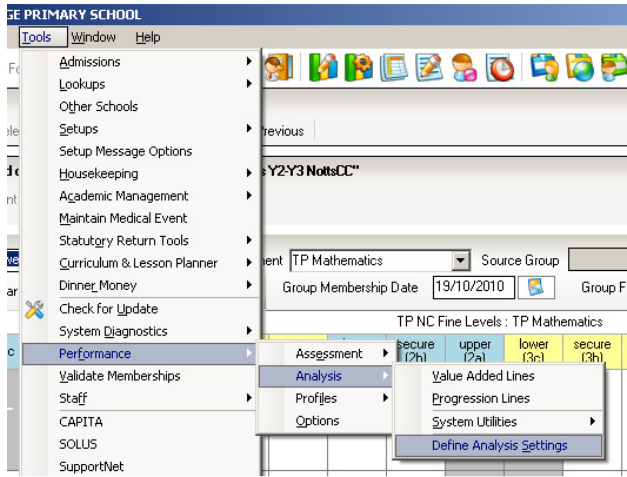 GE PRIMARY SCHOOL
Tools Window Help
Admissions
Lookups
Other Schools
Setups
Previous
Setup Message Options
Housekeeping
s Y2-Y3 NottsCC"
Academic Management
Maintain Medical Event
Statutory Return Tools
Curriculum & Lesson Planner
ent TP Mathematics Source Group
Dinner Money
Group Membership Date 19/10/2010 Group F
Check for Update
TP NC Fine Levels : TP Mathematics
System Diagnostics
secure upper lower secure
(2b) (2a) (3c) (3b)
Performance Assessment
Validate Memberships Analysis Value Added Lines
Staff Profiles Progression Lines
CAPITA Options System Utilities
SOLUS Define Analysis Settings
SupportNet